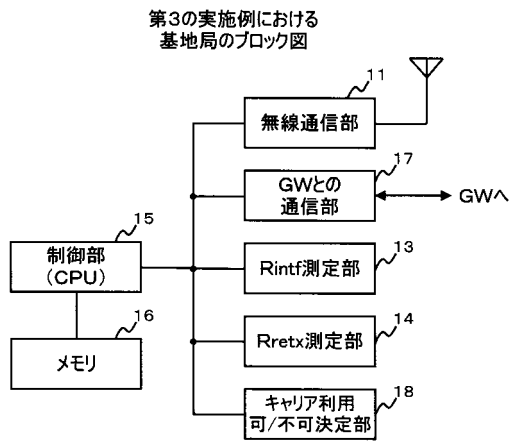 第3の実施例における
基地局のブロック図
11
無線通信部
17
GWとの
通信部
GWへ
15
制御部
(CPU)
13
Rintf測定部
16
メモリ
14
Rretx測定部
18
キャリア利用
可/不可決定部